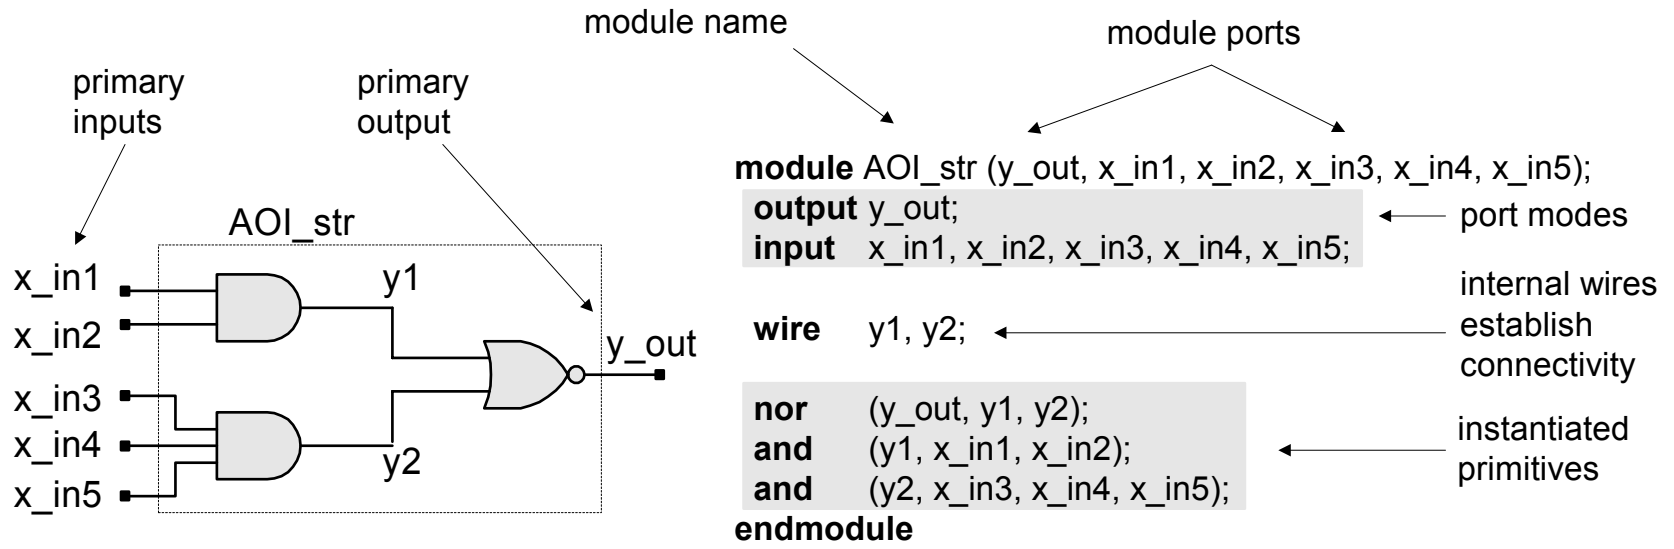 module name
module ports
primary
inputs
primary
output
AOI_str
x_in1
x_in2
x_in3
x_in4
x_in5
y1
y2
y_out
module AOI_str (y_out, x_in1, x_in2, x_in3, x_in4, x_in5);
output y_out;
input x_in1, x_in2, x_in3, x_in4, x_in5;
port modes
wire y1, y2;
internal wires
establish
connectivity
nor (y_out, y1, y2);
and (y1, x_in1, x_in2);
and (y2, x_in3, x_in4, x_in5);
endmodule
instantiated
primitives